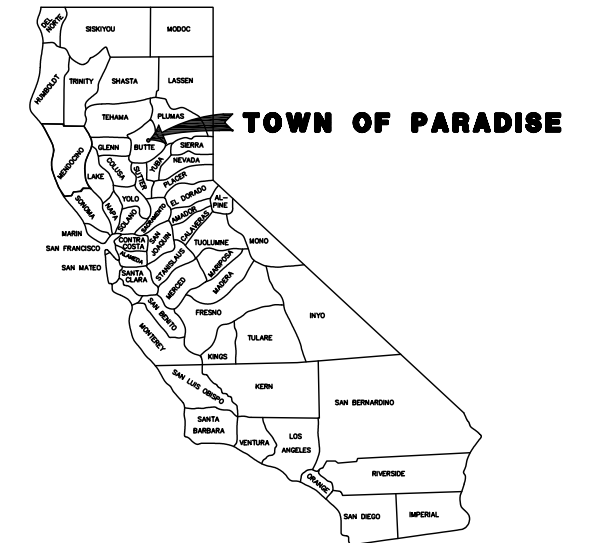 DEL
NORTE
SISKIYOU
MODOC
HUMBOLDT
TRINITY
SHASTA
LASSEN
TEHAMA
PLUMAS
TOWN OF PARADISE
MENDOCINO
GLENN
BUTTE
SIERRA
NEVADA
YUBA
COLUSA
SUTTER
PLACER
LAKE
SONOMA
NAPA
YOLO
EL DORADO
AL-
PINE
SOLANO
SACRAMENTO
AMADOR
CALAVERAS
MARIN
SAN FRANCISCO
SAN MATEO
CONTRA
COSTA
ALAMEDA
SAN
JOAQUIN
TUOLUMNE
MONO
SANTA
CLARA
STANISLAUS
MARIPOSA
MERCED
MADERA
SAN BENITO
MONTEREY
FRESNO
INYO
TULARE
KINGS
SAN LUIS OBISPO
KERN
SAN BERNARDINO
SANTA
BARBARA
VENTURA
LOS
ANGELES
ORANGE
RIVERSIDE
SAN DIEGO
IMPERIAL